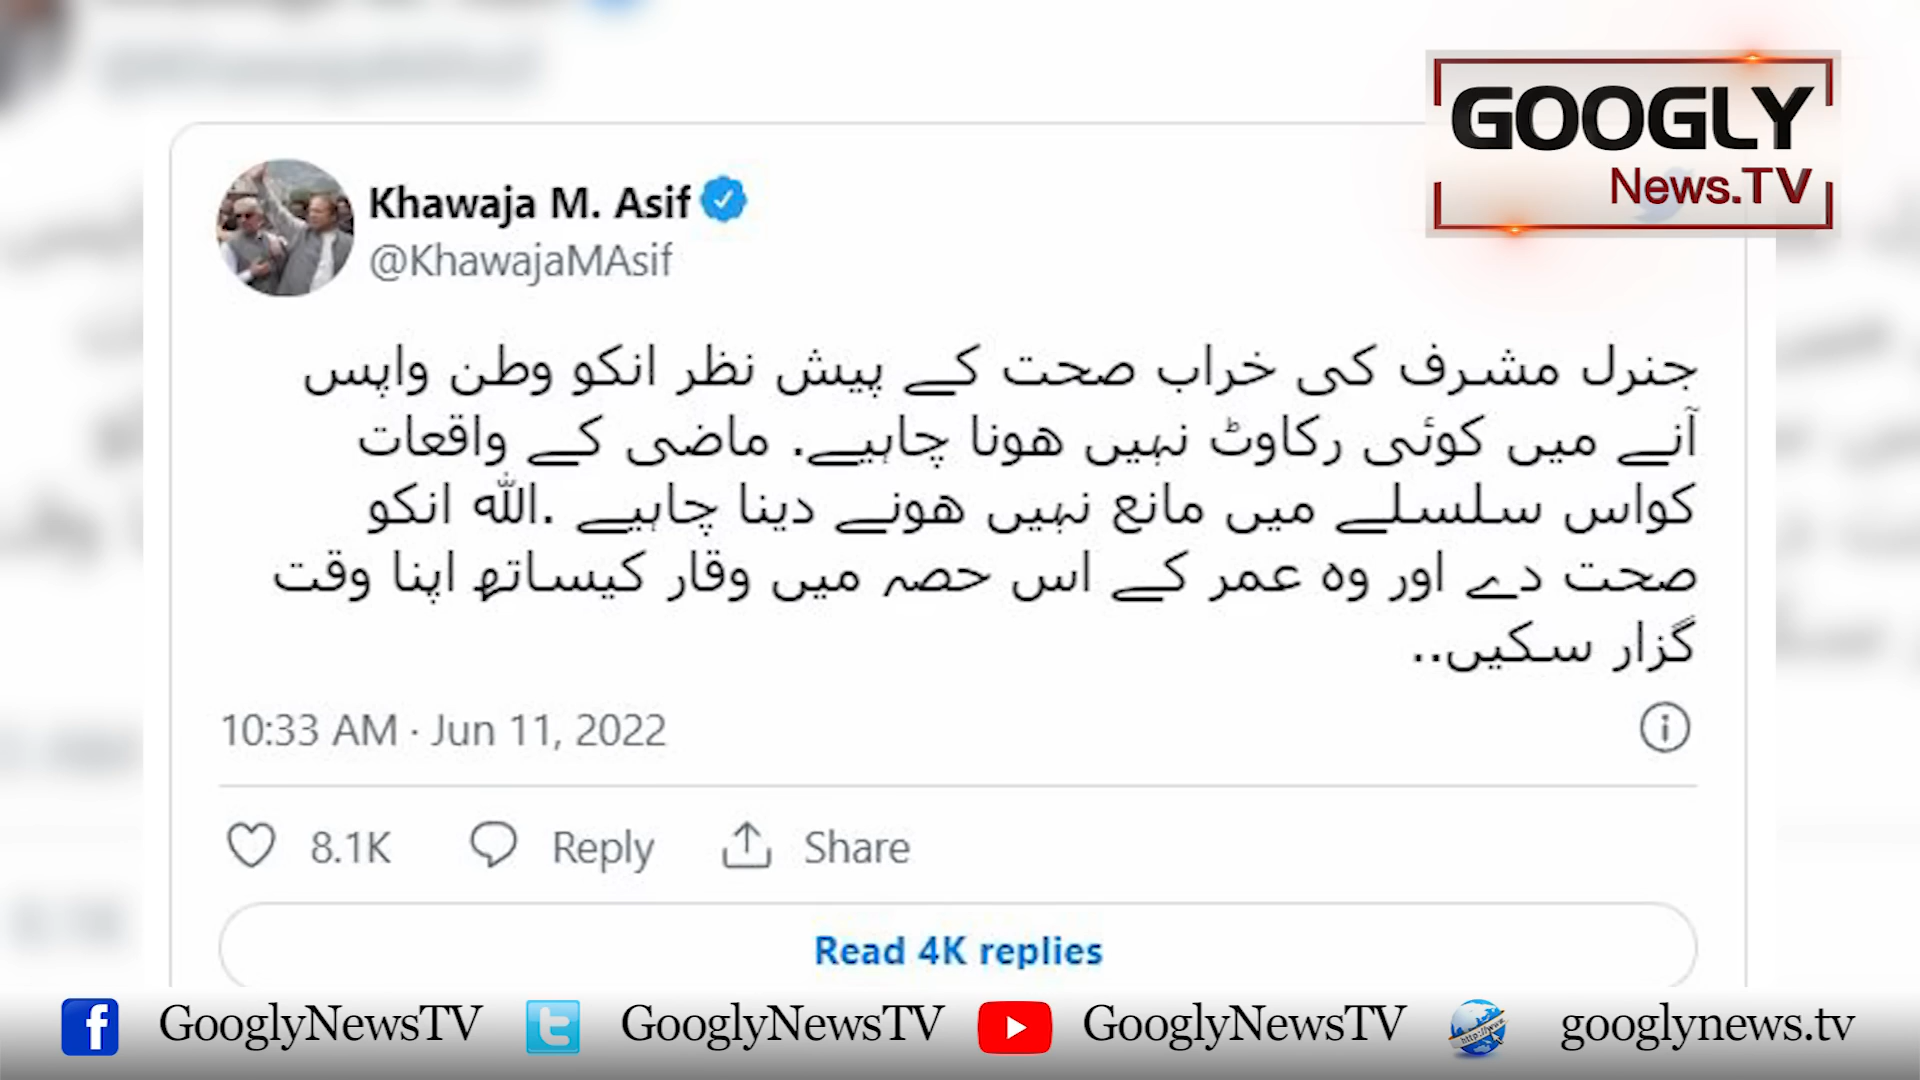 GOOGLY
News.TV
Khawaja M. Asif
@KhawajaMAsif
جنرل مشرف کی خراب صحت کے پیش نظر انکو وطن واپس
آنے میں کوئی رکاوٹ نہیں ھونا چاہیے. ماضی کے واقعات
کواس سلسلے میں مانع نہیں ھونے دینا چاہیے .اللہ انکو
صحت دے اور وہ عمر کے اس حصہ میں وقار کیساتھ اپنا وقت
گزار سکیں..
10:33 AM · Jun 11, 2022
8.1K Reply Share
Read 4K replies
GooglyNewsTV GooglyNewsTV GooglyNewsTV googlynews.tv